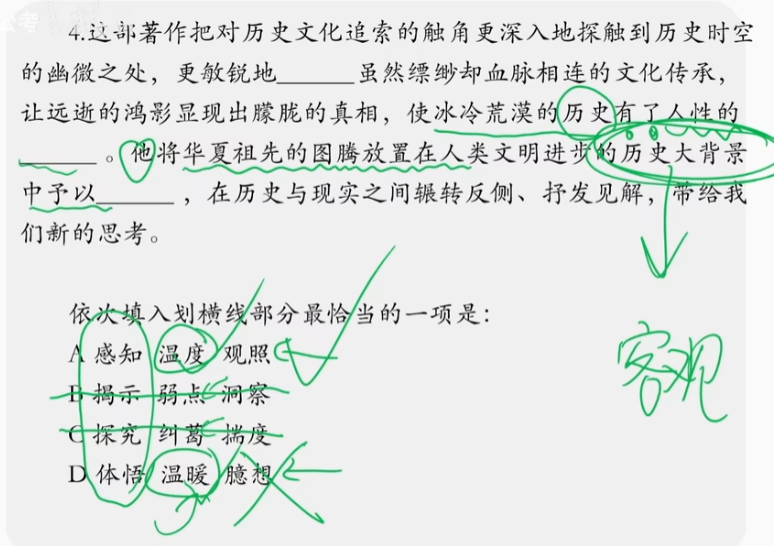 公考
4.这部著作把对历史文化追索的触角更深入地探触到历史时空
的幽微之处，更敏锐地______虽然缥缈却血脉相连的文化传承，
让远逝的鸿影显现出朦胧的真相，使冰冷荒漠的历史有了人性的
______。他将华夏祖先的图腾放置在人类文明进步的历史大背景
中予以______，在历史与现实之间辗转反侧、抒发见解，带给我
们新的思考。
依次填入划横线部分最恰当的一项是：
A 感知 温度 观照
B 揭示 弱点 洞察
C 探究 纠葛 揣度
D 体悟 温暖 臆想
客观